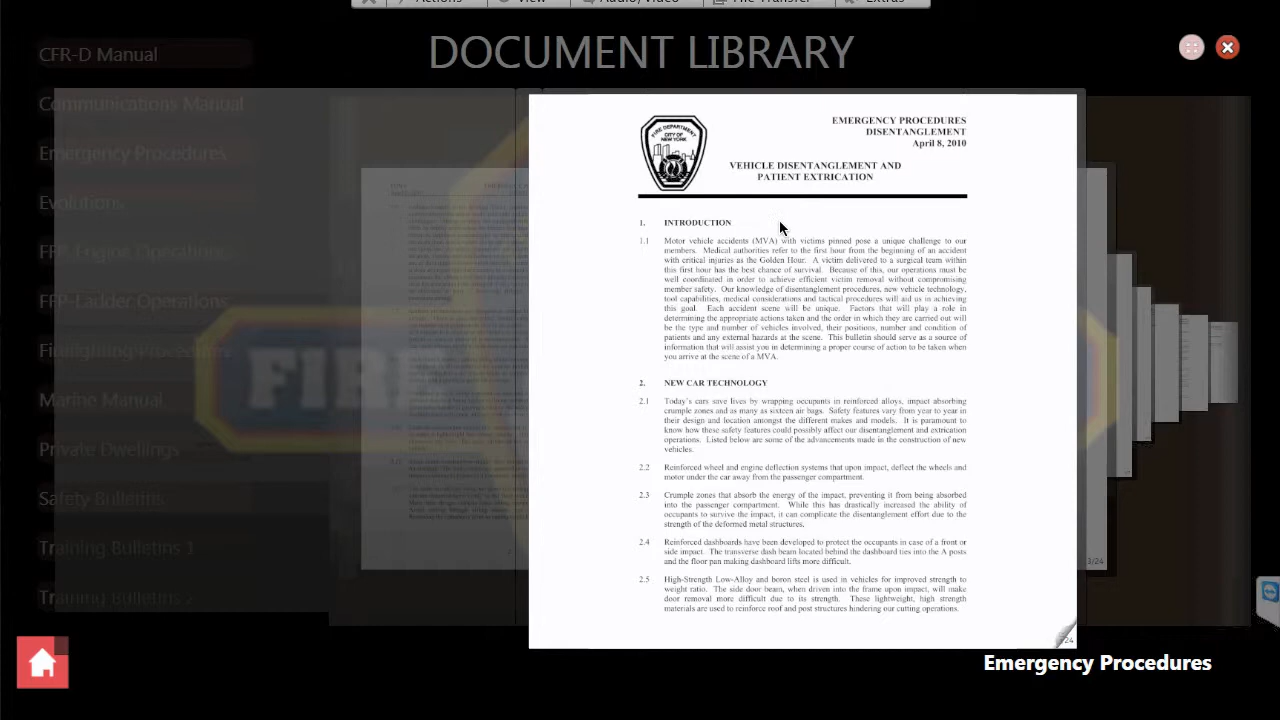 Actions
View
Audio/Video
File Transfer
Extras
DOCUMENT LIBRARY
CFR-D Manual
Communications Manual
Emergency Procedures
Evolutions
FFP-Engine Operations
FFP-Ladder Operations
Firefighting Procedures
Marine Manual
Private Dwellings
Safety Bulletins
Training Bulletins 1
Training Bulletins 2
FIRE
FIRE DEPARTMENT
CITY OF
NEW YORK
EMERGENCY PROCEDURES
DISENTANGLEMENT
April 8, 2010
VEHICLE DISENTANGLEMENT AND
PATIENT EXTRICATION
1. INTRODUCTION
1.1 Motor vehicle accidents (MVA) with victims pinned pose a unique challenge to our
members. Medical authorities refer to the first hour from the beginning of an accident
with critical injuries as the Golden Hour. A victim delivered to a surgical team within
this first hour has the best chance of survival. Because of this, our operations must be
well coordinated in order to achieve efficient victim removal without compromising
member safety. Our knowledge of disentanglement procedures, new vehicle technology,
tool capabilities, medical considerations and tactical procedures will aid us in achieving
this goal. Each accident scene will be unique. Factors that will play a role in
determining the appropriate actions taken and the order in which they are carried out will
be the type and number of vehicles involved, their positions, number and condition of
patients and any external hazards at the scene. This bulletin should serve as a source of
information that will assist you in determining a proper course of action to be taken when
you arrive at the scene of a MVA.
2. NEW CAR TECHNOLOGY
2.1 Today's cars save lives by wrapping occupants in reinforced alloys, impact absorbing
crumple zones and as many as sixteen air bags. Safety features vary from year to year in
their design and location amongst the different makes and models. It is paramount to
know how these safety features could possibly affect our disentanglement and extrication
operations. Listed below are some of the advancements made in the construction of new
vehicles.
2.2 Reinforced wheel and engine deflection systems that upon impact, deflect the wheels and
motor under the car away from the passenger compartment.
2.3 Crumple zones that absorb the energy of the impact, preventing it from being absorbed
into the passenger compartment. While this has drastically increased the ability of
occupants to survive the impact, it can complicate the disentanglement effort due to the
strength of the deformed metal structures.
2.4 Reinforced dashboards have been developed to protect the occupants in case of a front or
side impact. The transverse dash beam located behind the dashboard ties into the A posts
and the floor pan making dashboard lifts more difficult.
2.5 High-Strength Low-Alloy and boron steel is used in vehicles for improved strength to
weight ratio. The side door beam, when driven into the frame upon impact, will make
door removal more difficult due to its strength. These lightweight, high strength
materials are used to reinforce roof and post structures hindering our cutting operations.
/24
3/24
Emergency Procedures